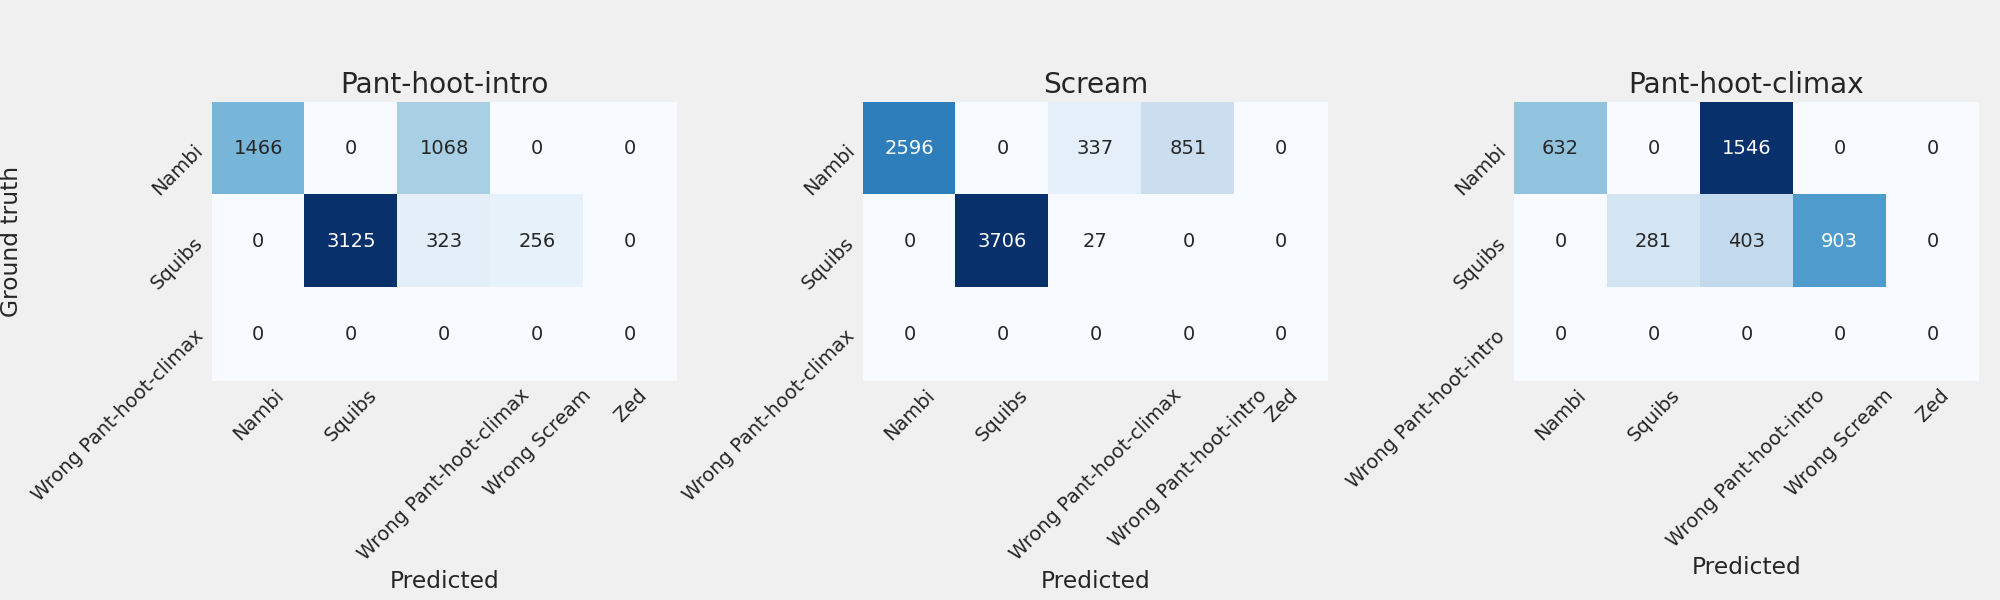 Pant-hoot-intro
Ground truth
Nambi
1466 0 1068 0 0
Squibs
0 3125 323 256 0
Wrong Pant-hoot-climax
0 0 0 0 0
Nambi
Squibs
Wrong Pant-hoot-climax
Wrong Scream
Zed
Predicted
Scream
Nambi
2596 0 337 851 0
Squibs
0 3706 27 0 0
Wrong Pant-hoot-climax
0 0 0 0 0
Nambi
Squibs
Wrong Pant-hoot-climax
Wrong Pant-hoot-intro
Zed
Predicted
Pant-hoot-climax
Nambi
632 0 1546 0 0
Squibs
0 281 403 903 0
Wrong Pant-hoot-intro
0 0 0 0 0
Nambi
Squibs
Wrong Pant-hoot-intro
Wrong Scream
Zed
Predicted